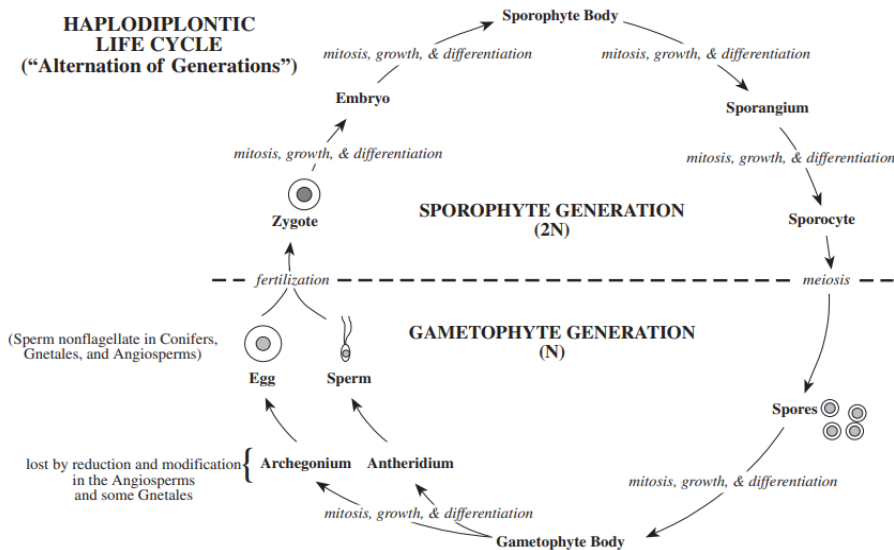 HAPLODIPLONTIC
LIFE CYCLE
(“Alternation of Generations”)
Sporophyte Body
mitosis, growth, & differentiation
mitosis, growth, & differentiation
Embryo
Sporangium
mitosis, growth, & differentiation
mitosis, growth, & differentiation
Zygote
SPOROPHYTE GENERATION
(2N)
Sporocyte
fertilization
meiosis
(Sperm nonflagellate in Conifers,
Gnetales, and Angiosperms)
GAMETOPHYTE GENERATION
(N)
Egg
Sperm
Spores
lost by reduction and modification
in the Angiosperms
and some Gnetales
{
Archegonium
Antheridium
mitosis, growth, & differentiation
mitosis, growth, & differentiation
Gametophyte Body